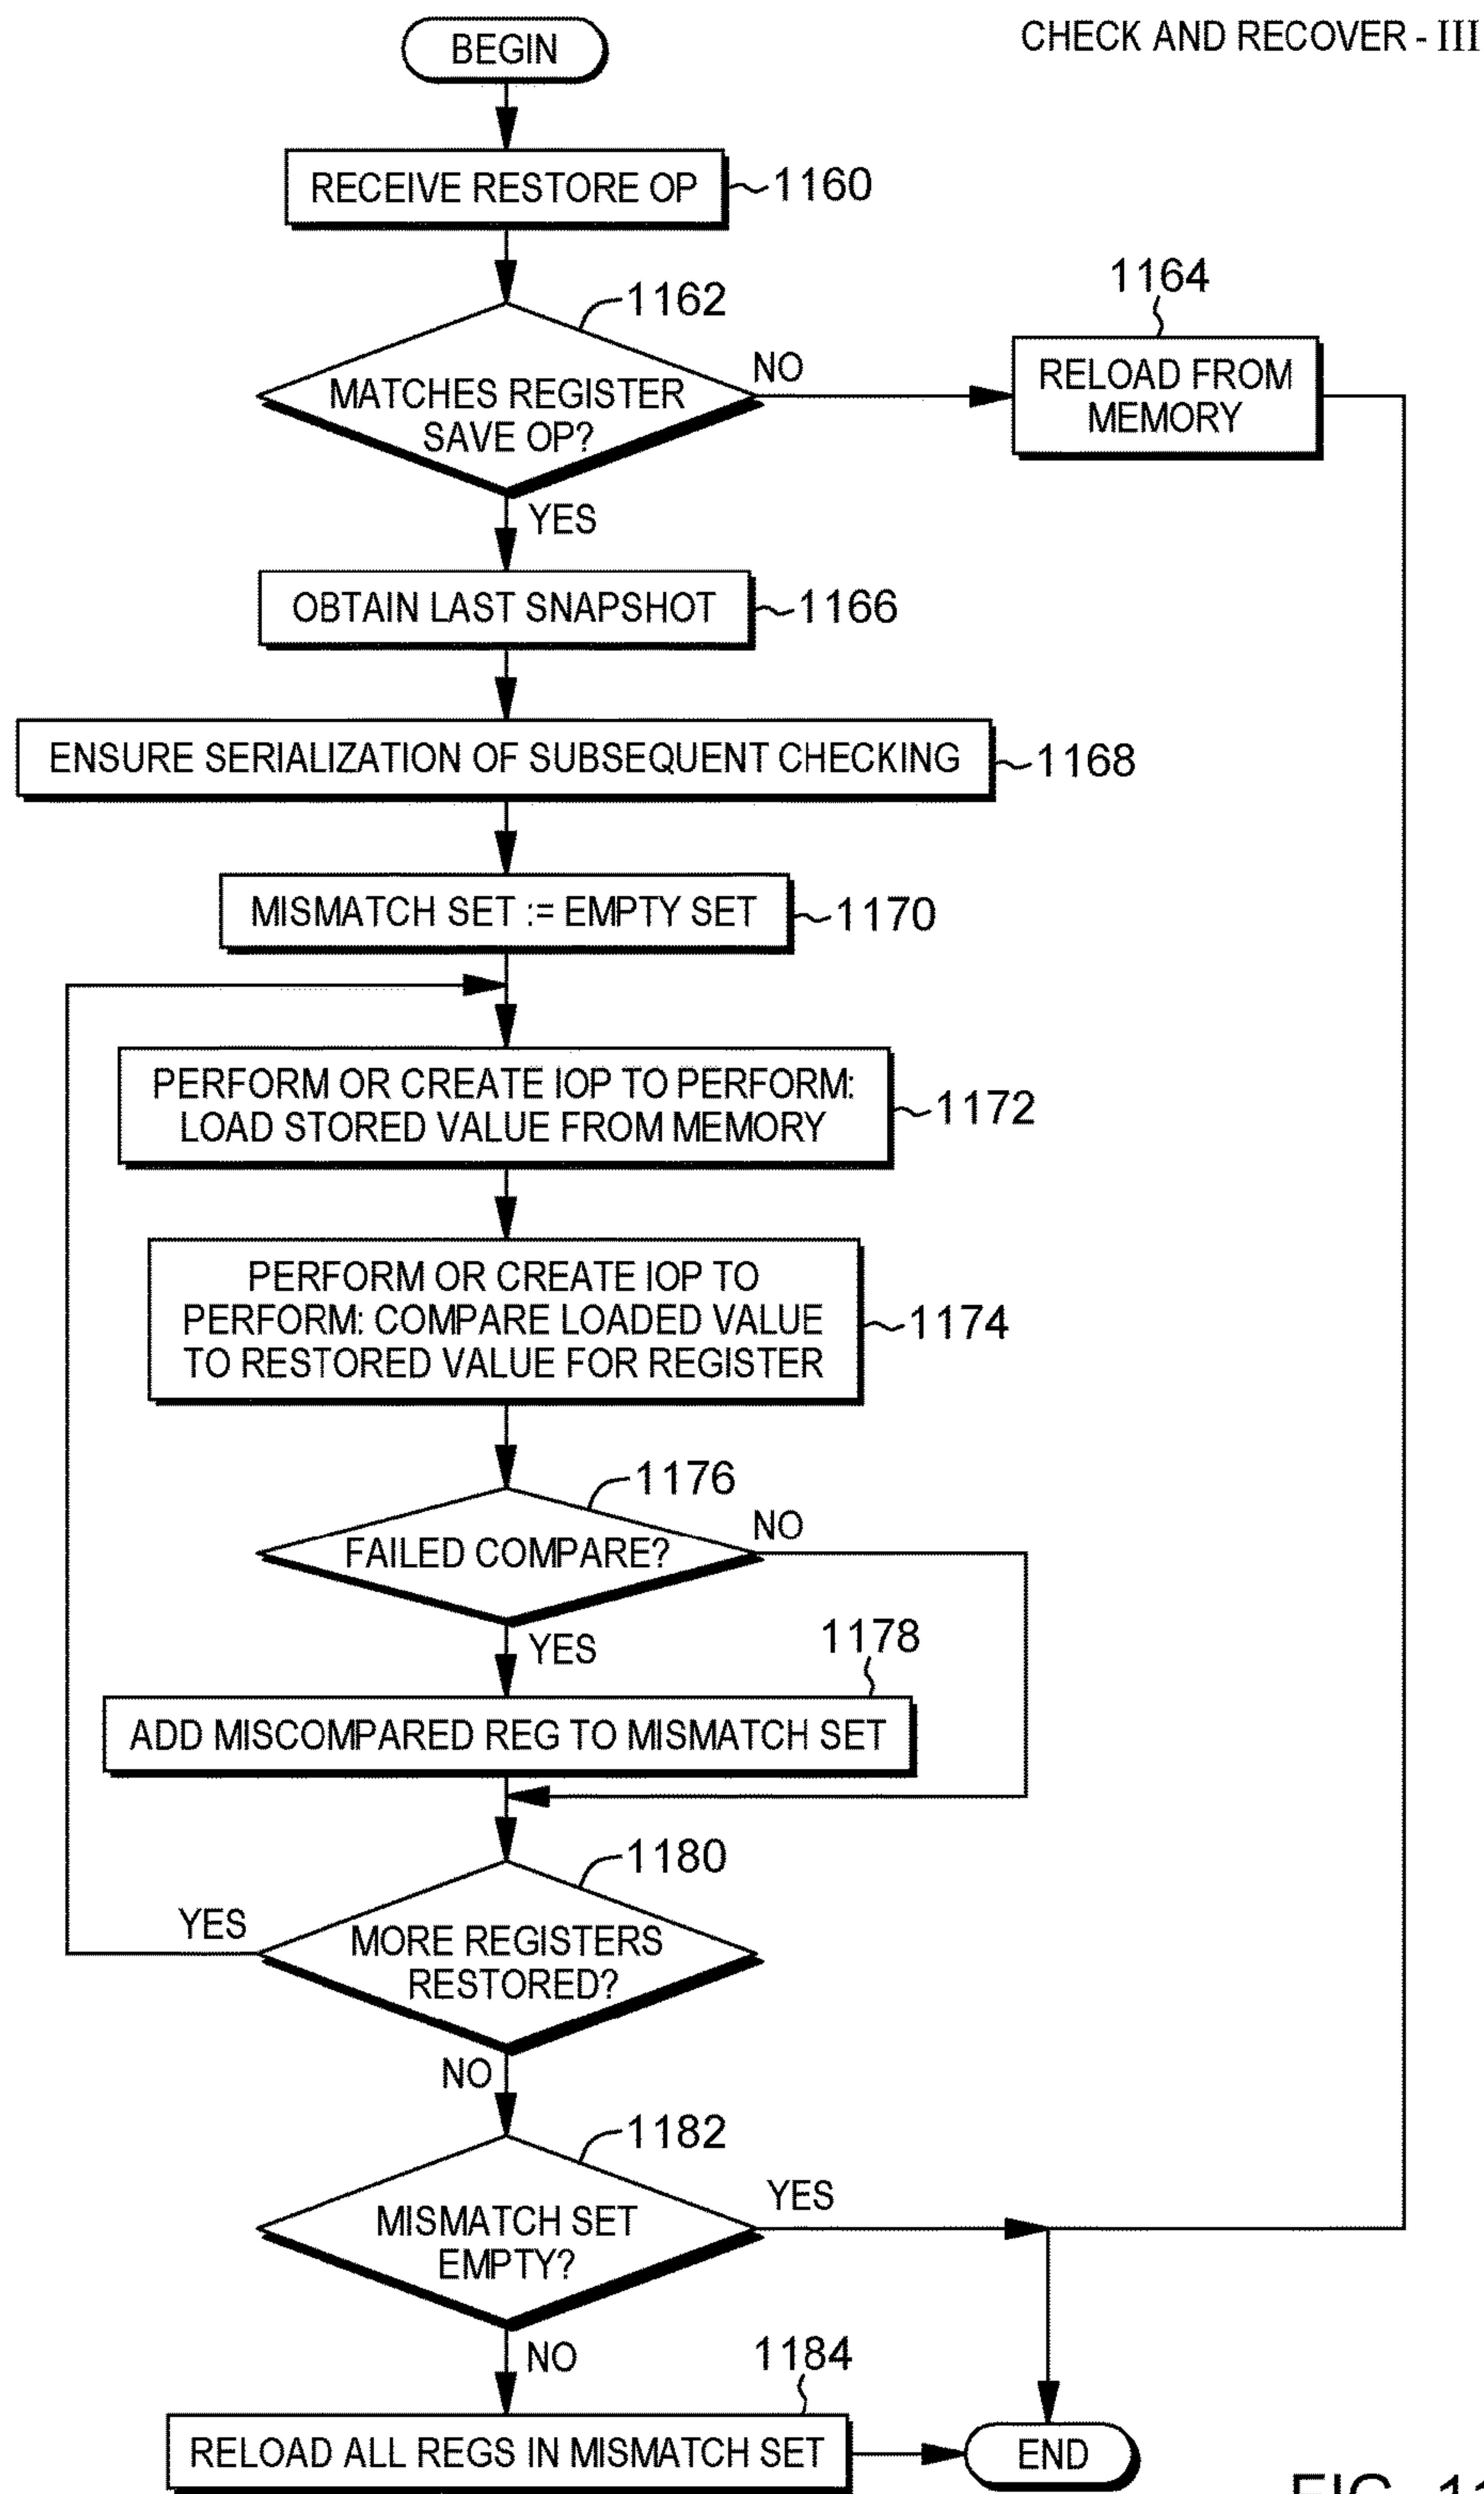 CHECK AND RECOVER - III
BEGIN
RECEIVE RESTORE OP
1160
1162
MATCHES REGISTER
SAVE OP?
NO
1164
RELOAD FROM
MEMORY
YES
OBTAIN LAST SNAPSHOT
1166
ENSURE SERIALIZATION OF SUBSEQUENT CHECKING
1168
MISMATCH SET := EMPTY SET
1170
PERFORM OR CREATE IOP TO PERFORM:
LOAD STORED VALUE FROM MEMORY
1172
PERFORM OR CREATE IOP TO
PERFORM: COMPARE LOADED VALUE
TO RESTORED VALUE FOR REGISTER
1174
1176
FAILED COMPARE?
NO
YES
1178
ADD MISCOMPARED REG TO MISMATCH SET
1180
YES
MORE REGISTERS
RESTORED?
NO
1182
MISMATCH SET
EMPTY?
YES
NO
1184
RELOAD ALL REGS IN MISMATCH SET
END